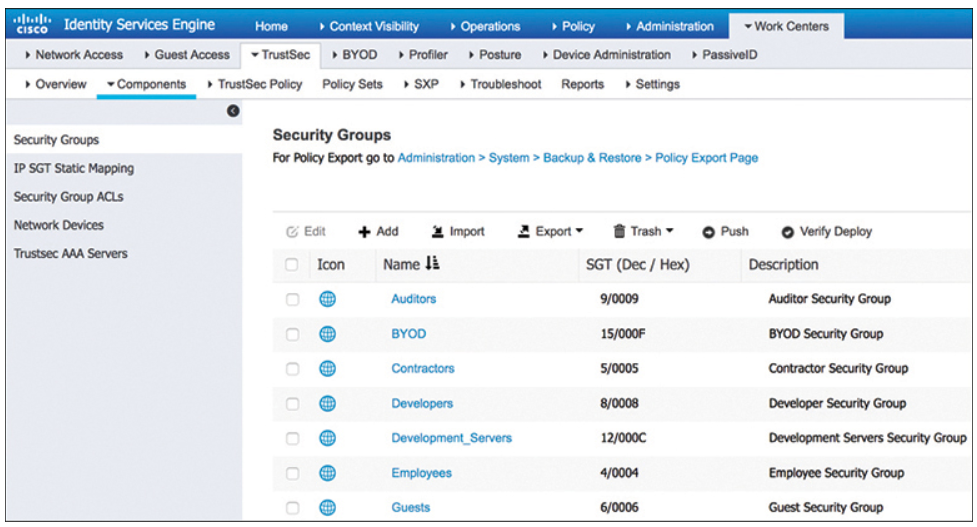 cisco Identity Services Engine Home Context Visibility Operations Policy Administration Work Centers
Network Access Guest Access TrustSec BYOD Profiler Posture Device Administration PassiveID
Overview Components TrustSec Policy Policy Sets SXP Troubleshoot Reports Settings
Security Groups
IP SGT Static Mapping
Security Group ACLs
Network Devices
Trustsec AAA Servers
Security Groups
For Policy Export go to Administration > System > Backup & Restore > Policy Export Page
Edit Add Import Export Trash Push Verify Deploy
Icon Name SGT (Dec / Hex) Description
Auditors 9/0009 Auditor Security Group
BYOD 15/000F BYOD Security Group
Contractors 5/0005 Contractor Security Group
Developers 8/0008 Developer Security Group
Development_Servers 12/000C Development Servers Security Group
Employees 4/0004 Employee Security Group
Guests 6/0006 Guest Security Group